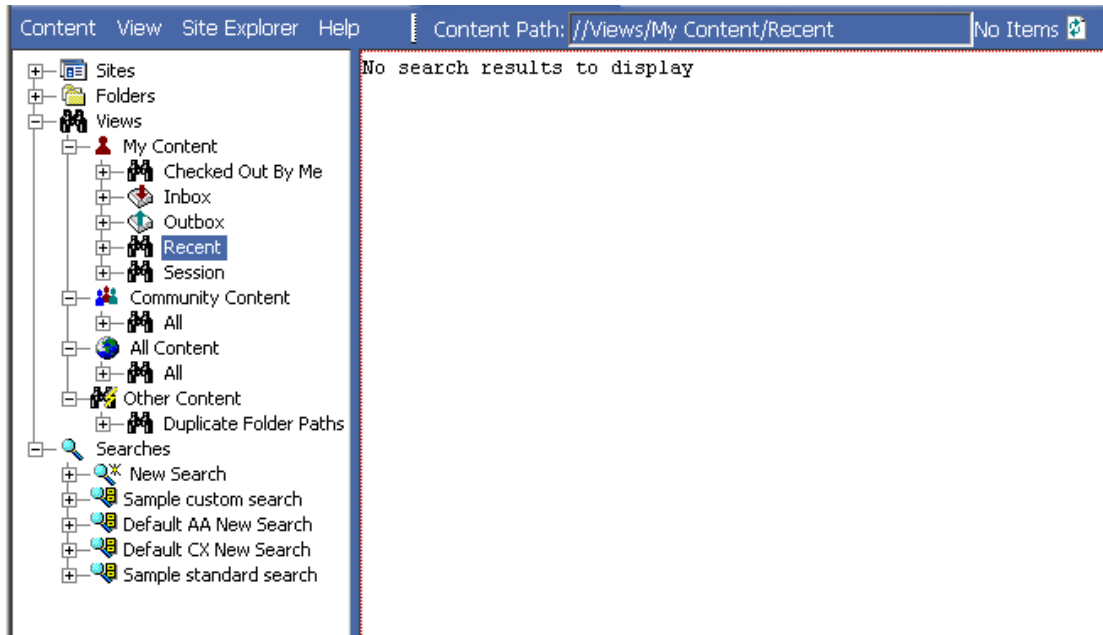 Content View Site Explorer Help Content Path: //Views/My Content/Recent No Items
Sites
Folders
Views
My Content
Checked Out By Me
Inbox
Outbox
Recent
Session
Community Content
All
All Content
All
Other Content
Duplicate Folder Paths
Searches
New Search
Sample custom search
Default AA New Search
Default CX New Search
Sample standard search
No search results to display